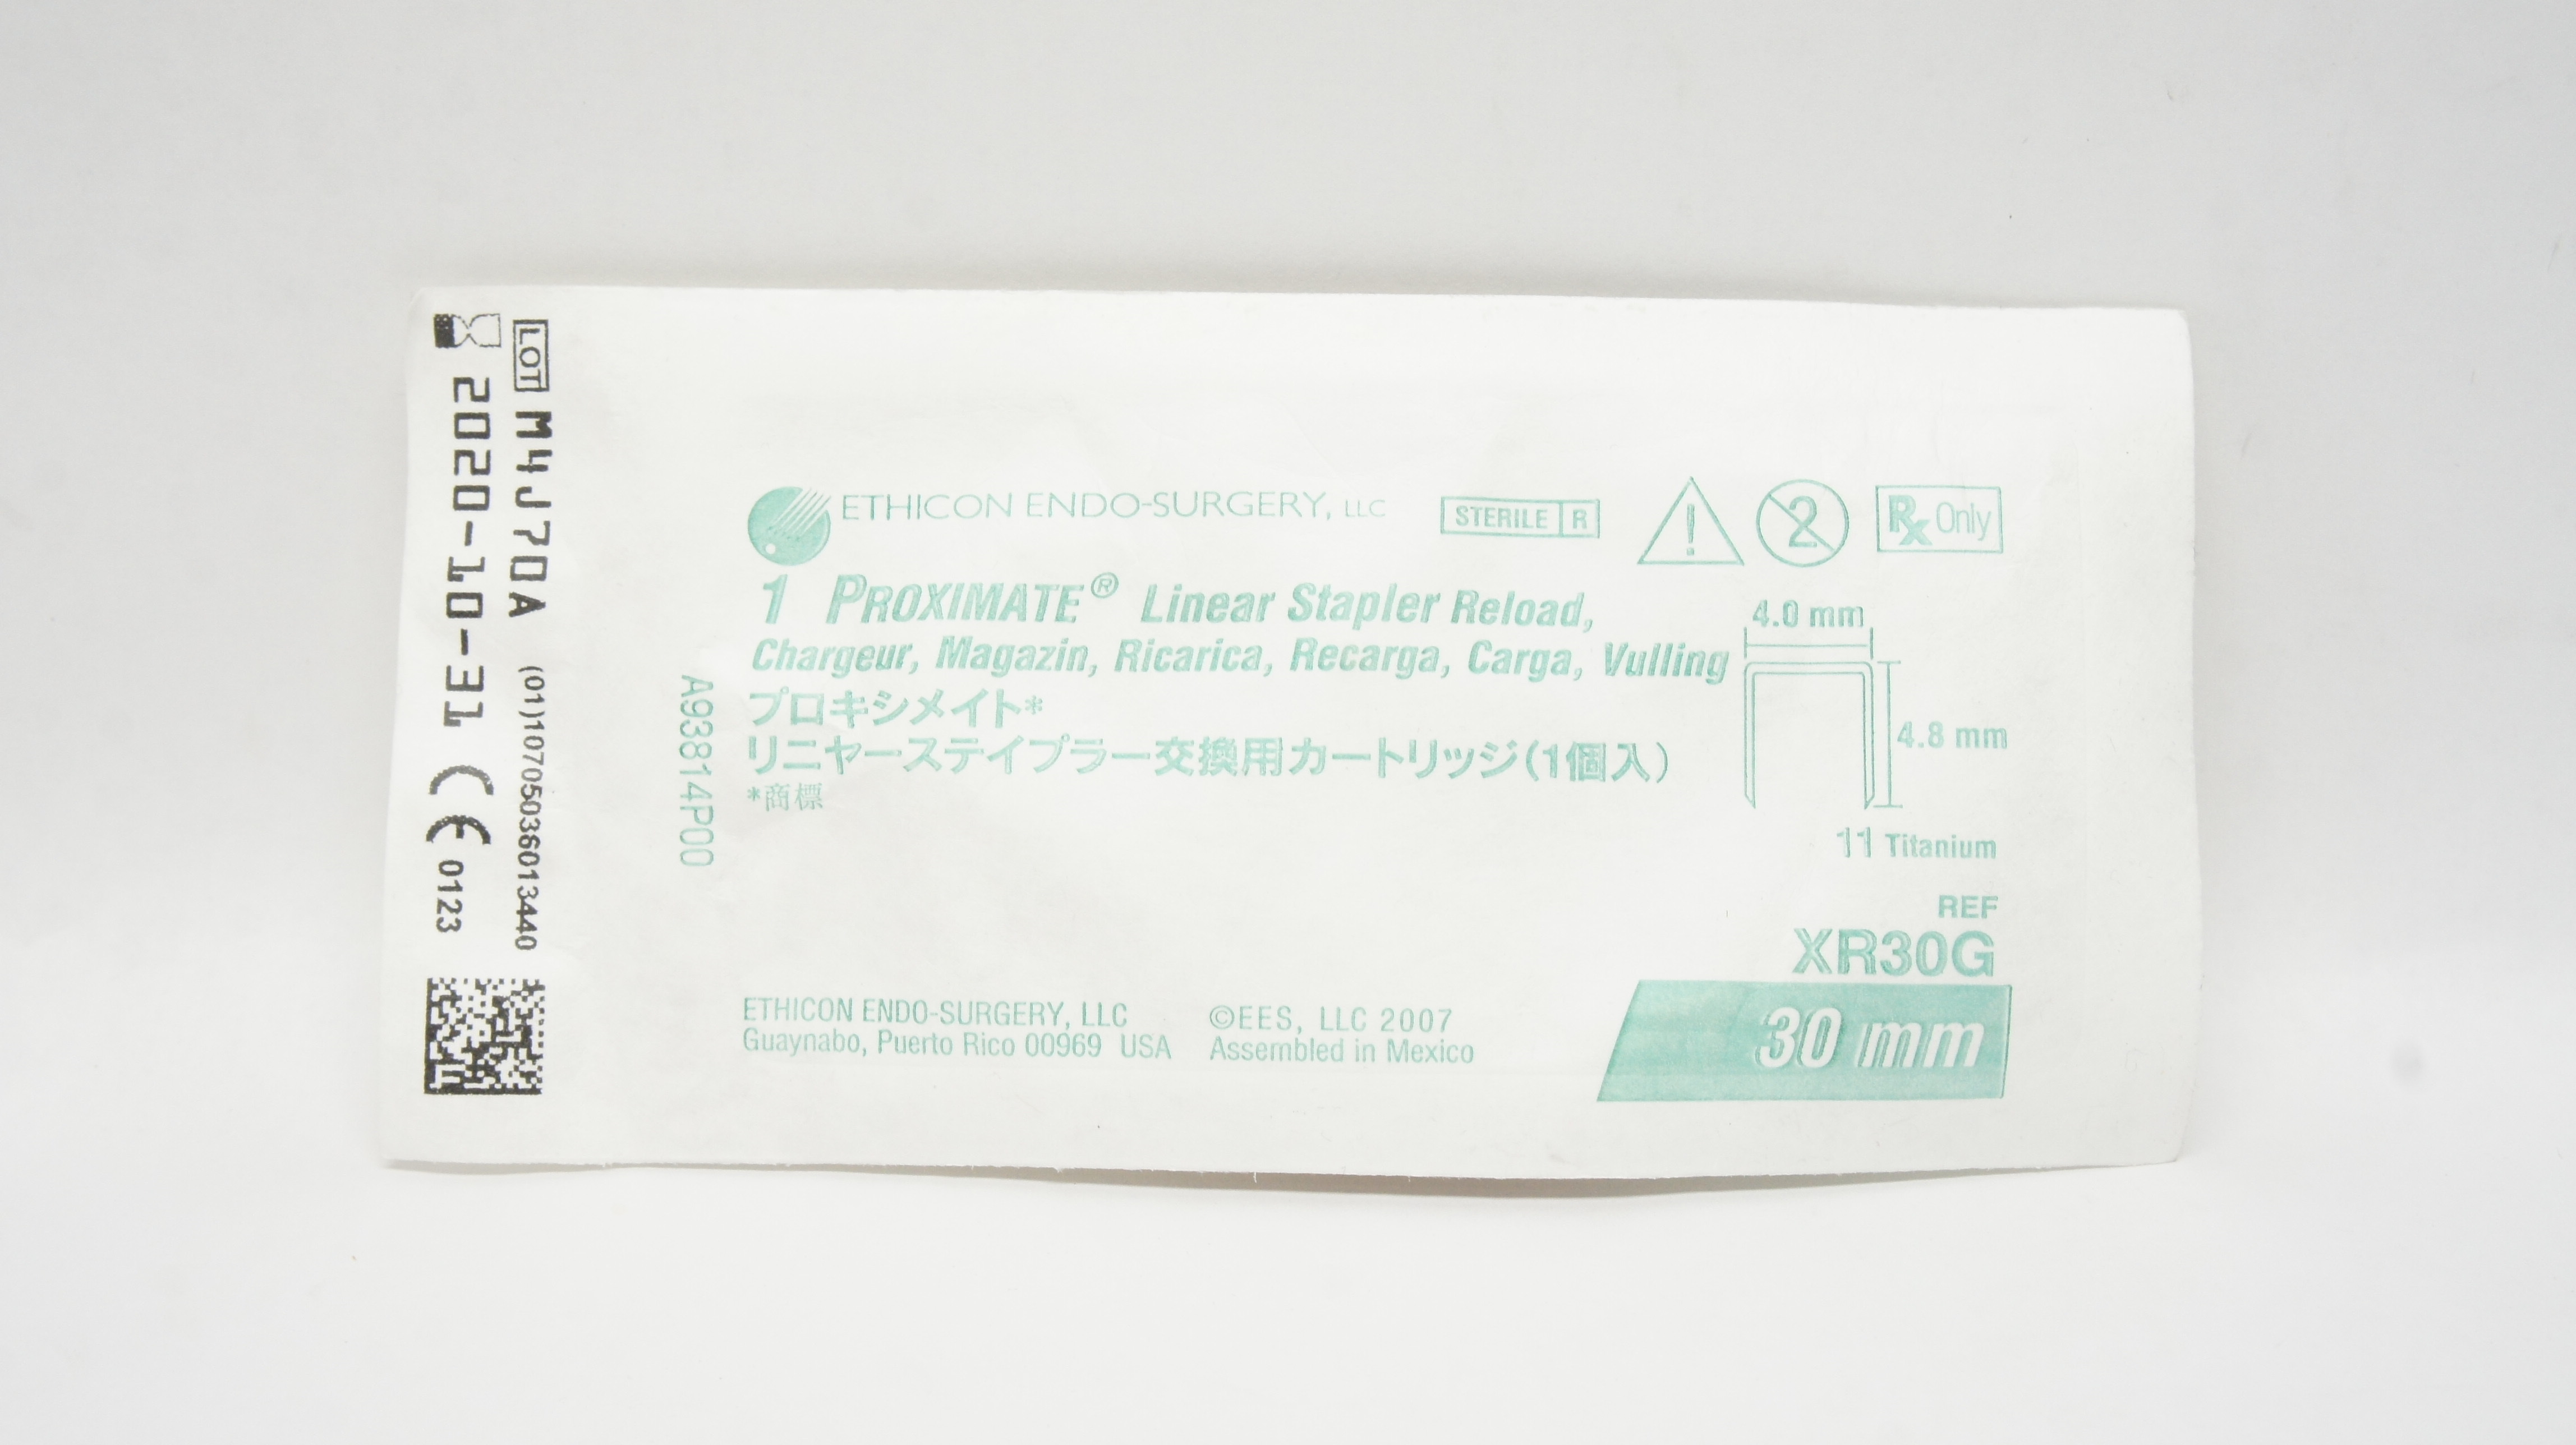 LOT M4J70A (01)10705036013440
2020-10-31 CE 0123
ETHICON ENDO-SURGERY, LLC
STERILE R
2
Rx Only
1 PROXIMATE® Linear Stapler Reload,
Chargeur, Magazin, Ricarica, Recarga, Carga, Vulling
プロキシメイト*
リニヤーステイプラー交換用カートリッジ(1個入)
*商標
A93814P00
4.0 mm
4.8 mm
11 Titanium
REF
XR30G
30 mm
ETHICON ENDO-SURGERY, LLC
Guaynabo, Puerto Rico 00969 USA
©EES, LLC 2007
Assembled in Mexico